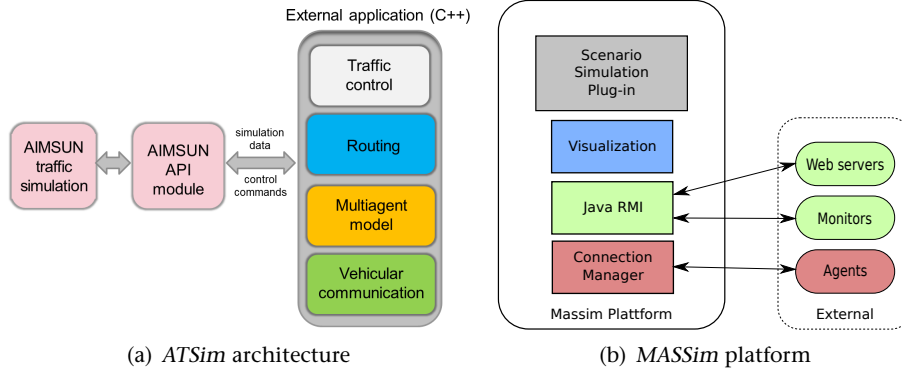 External application (C++)
Traffic
control
Routing
Multiagent
model
Vehicular
communication
AIMSUN
traffic
simulation
AIMSUN
API
module
simulation
data
control
commands
(a) ATSim architecture
Scenario
Simulation
Plug-in
Visualization
Java RMI
Connection
Manager
Massim Plattform
Web servers
Monitors
Agents
External
(b) MASSim platform